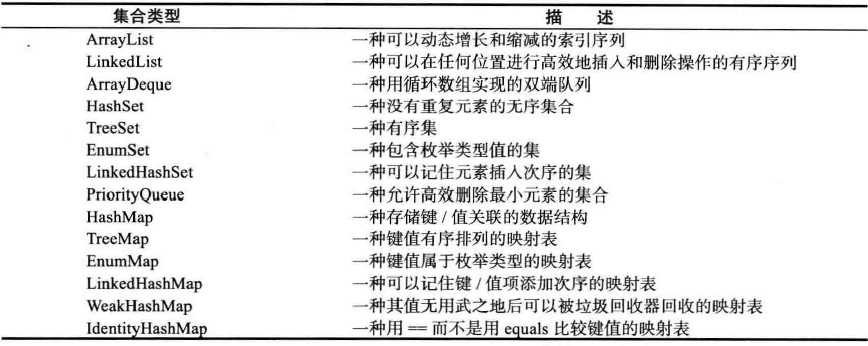 集合类型 描述
ArrayList 一种可以动态增长和缩减的索引序列
LinkedList 一种可以在任何位置进行高效地插入和删除操作的有序序列
ArrayDeque 一种用循环数组实现的双端队列
HashSet 一种没有重复元素的无序集合
TreeSet 一种有序集
EnumSet 一种包含枚举类型值的集
LinkedHashSet 一种可以记住元素插入次序的集
PriorityQueue 一种允许高效删除最小元素的集合
HashMap 一种存储键 / 值关联的数据结构
TreeMap 一种键值有序排列的映射表
EnumMap 一种键值属于枚举类型的映射表
LinkedHashMap 一种可以记住键 / 值项添加次序的映射表
WeakHashMap 一种其值无用武之地后可以被垃圾回收器回收的映射表
IdentityHashMap 一种用 == 而不是用 equals 比较键值的映射表